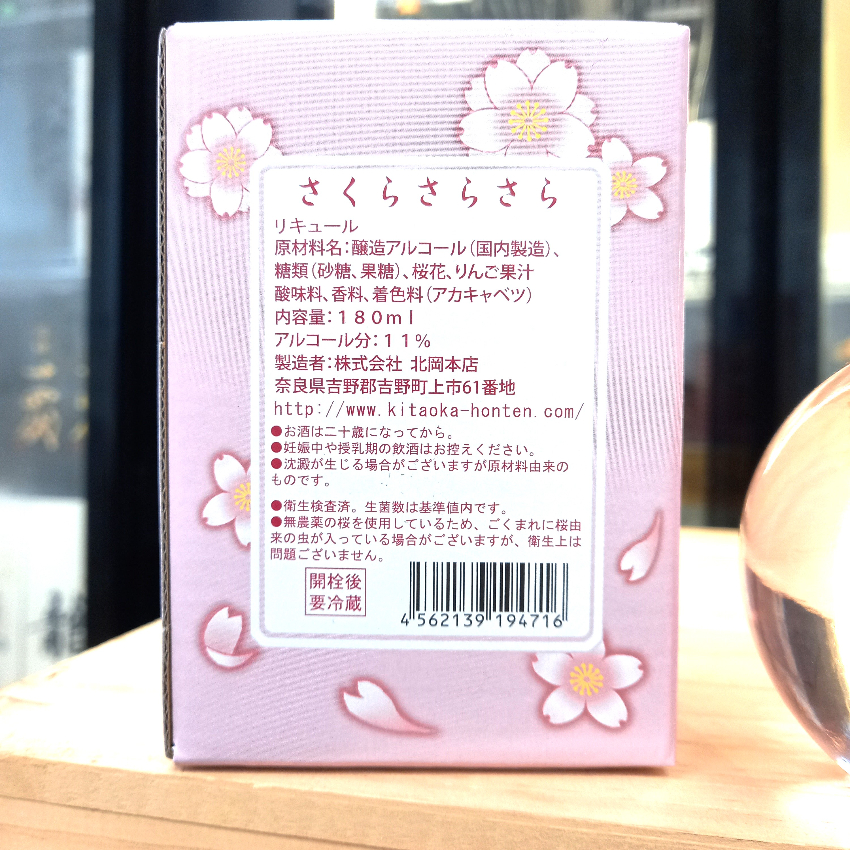 さくらさらさら
リキュール
原材料名:醸造アルコール(国内製造)、
糖類(砂糖、果糖)、桜花、りんご果汁
酸味料、香料、着色料(アカキャベツ)
内容量:180ml
アルコール分:11%
製造者:株式会社 北岡本店
奈良県吉野郡吉野町上市61番地
http://www.kitaoka-honten.com/
●お酒は二十歳になってから。
●妊娠中や授乳期の飲酒はお控えください。
●沈澱が生じる場合がございますが原材料由来の
ものです。
●衛生検査済。生菌数は基準値内です。
●無農薬の桜を使用しているため、ごくまれに桜由
来の虫が入っている場合がございますが、衛生上は
問題ございません。
開栓後
要冷蔵
4562139194716